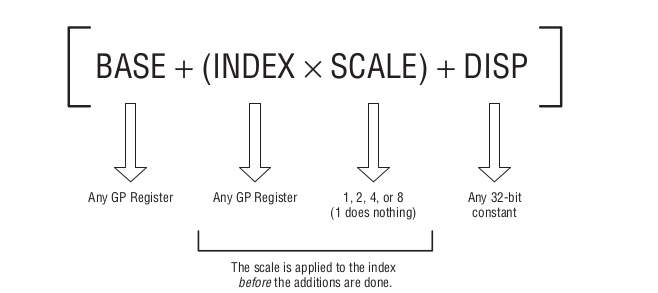 [BASE + (INDEX × SCALE) + DISP]
Any GP Register
Any GP Register
1, 2, 4, or 8
(1 does nothing)
Any 32-bit
constant
The scale is applied to the index
before the additions are done.